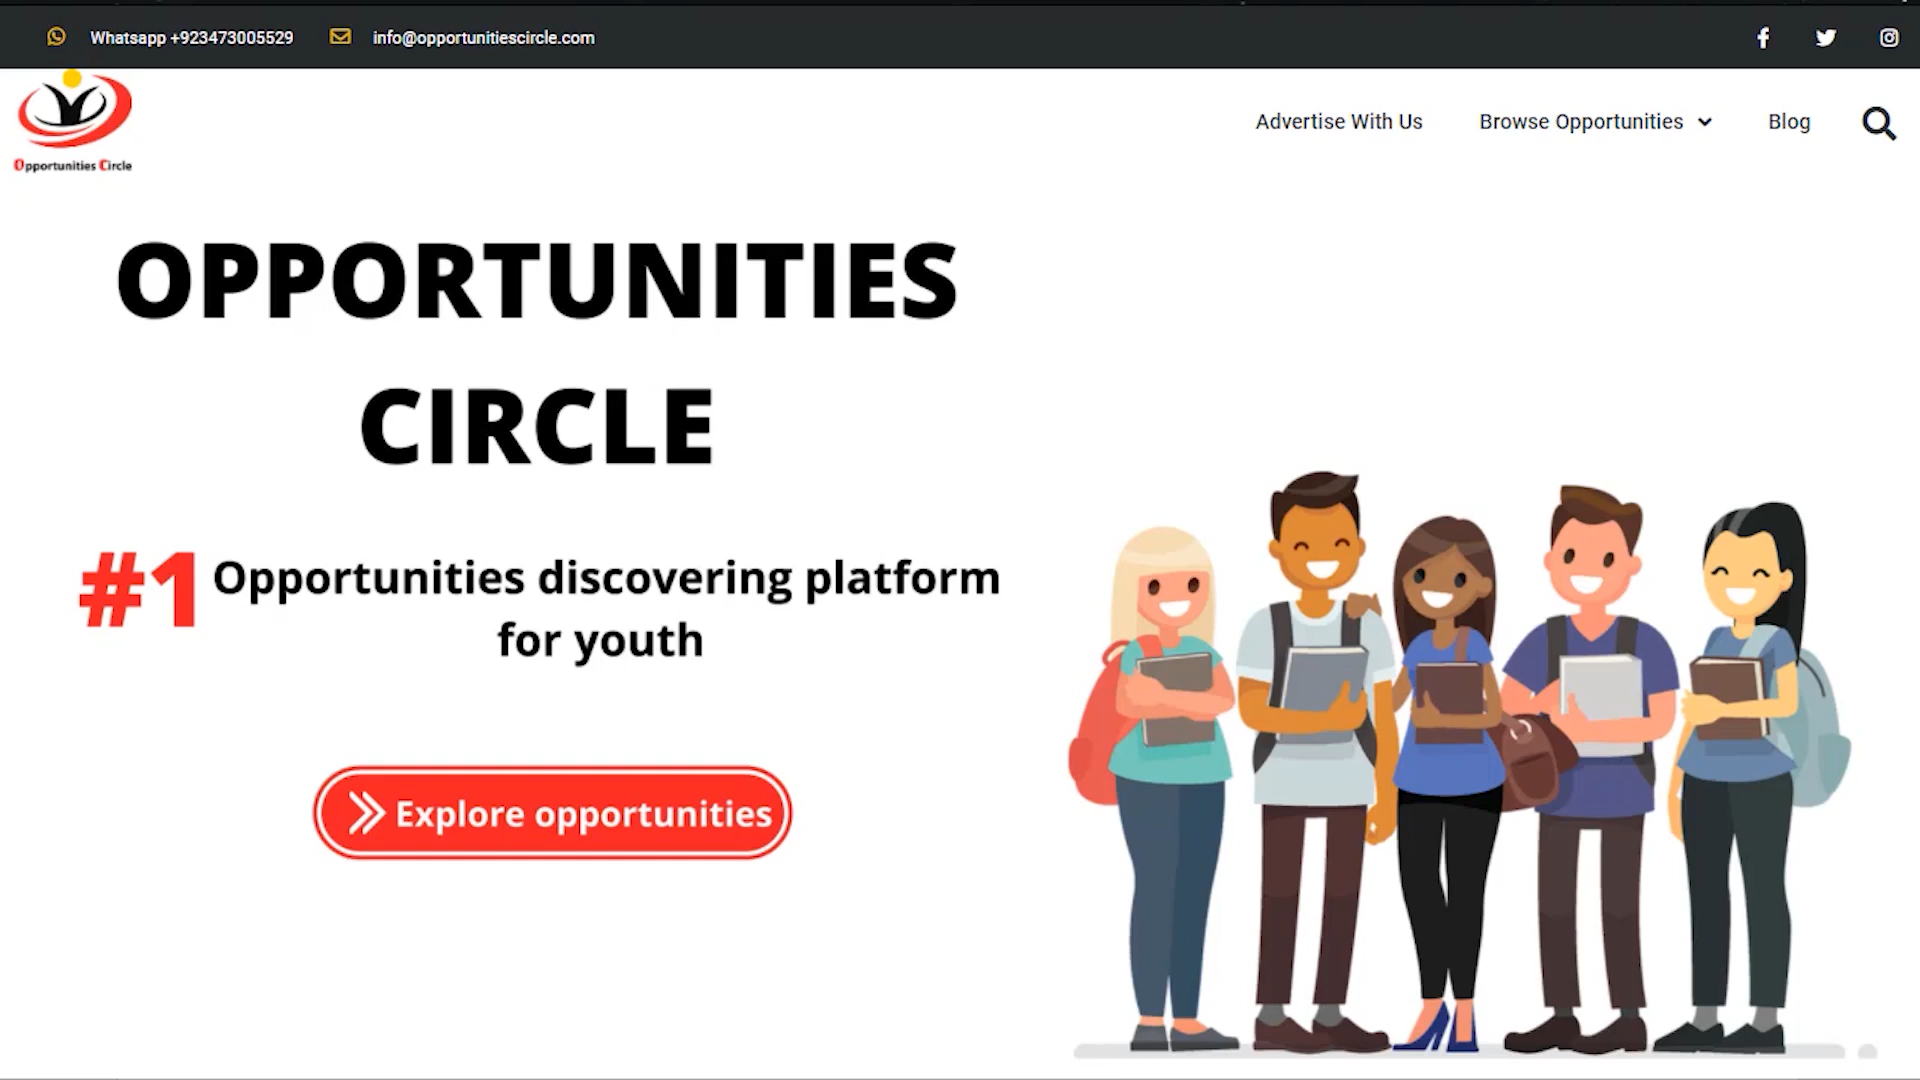 Whatsapp +923473005529
info@opportunitiescircle.com
Opportunities Circle
Advertise With Us
Browse Opportunities
Blog
OPPORTUNITIES
CIRCLE
#1 Opportunities discovering platform
for youth
Explore opportunities